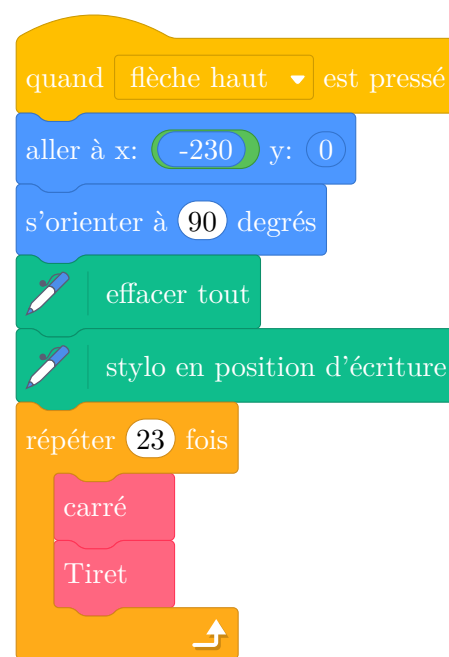 quand flèche haut est pressé
aller à x: -230 y: 0
s'orienter à 90 degrés
effacer tout
stylo en position d'écriture
répéter 23 fois
carré
Tiret